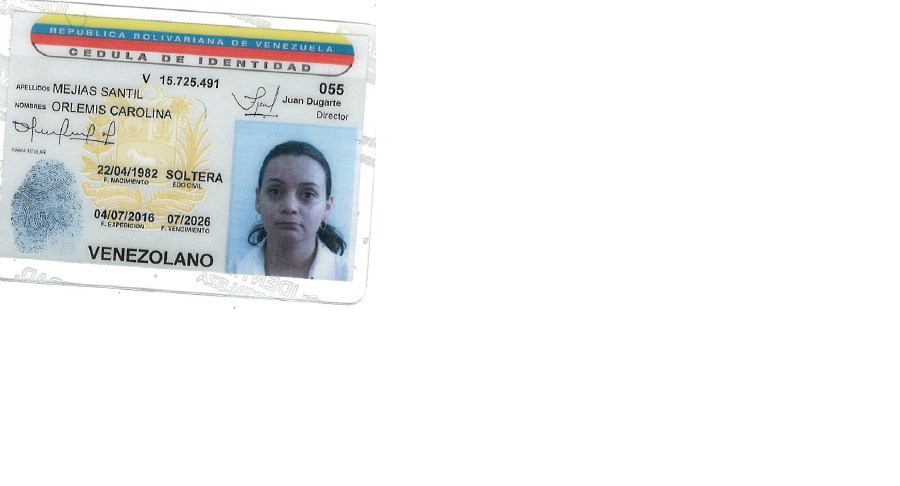 REPUBLICA BOLIVARIANA DE VENEZUELA
CEDULA DE IDENTIDAD
V 15.725.491
055
APELLIDOS MEJIAS SANTIL
Juan Dugarte
Director
NOMBRES ORLEMIS CAROLINA
FIRMA TITULAR
22/04/1982 SOLTERA
F. NACIMIENTO EDO CIVIL
04/07/2016 07/2026
F. EXPEDICION F. VENCIMIENTO
VENEZOLANO